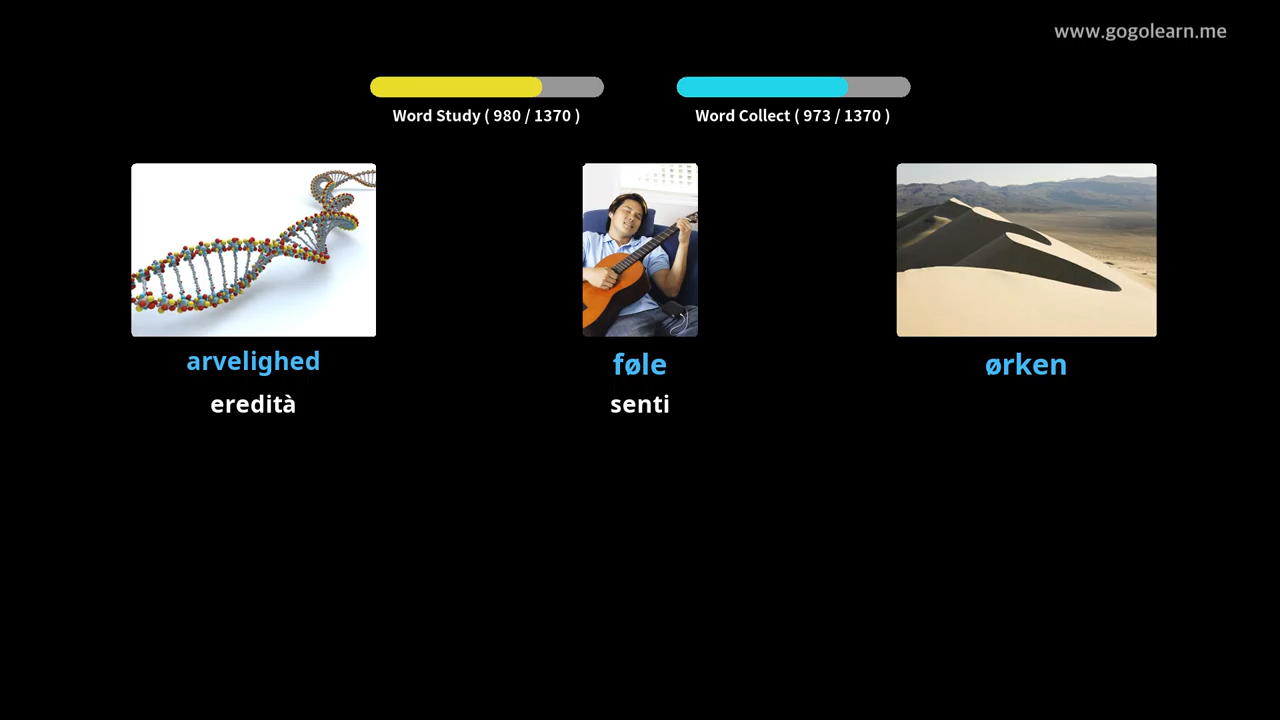 www.gogolearn.me
Word Study ( 980 / 1370 )
Word Collect ( 973 / 1370 )
arvelighed
føle
ørken
eredità
senti